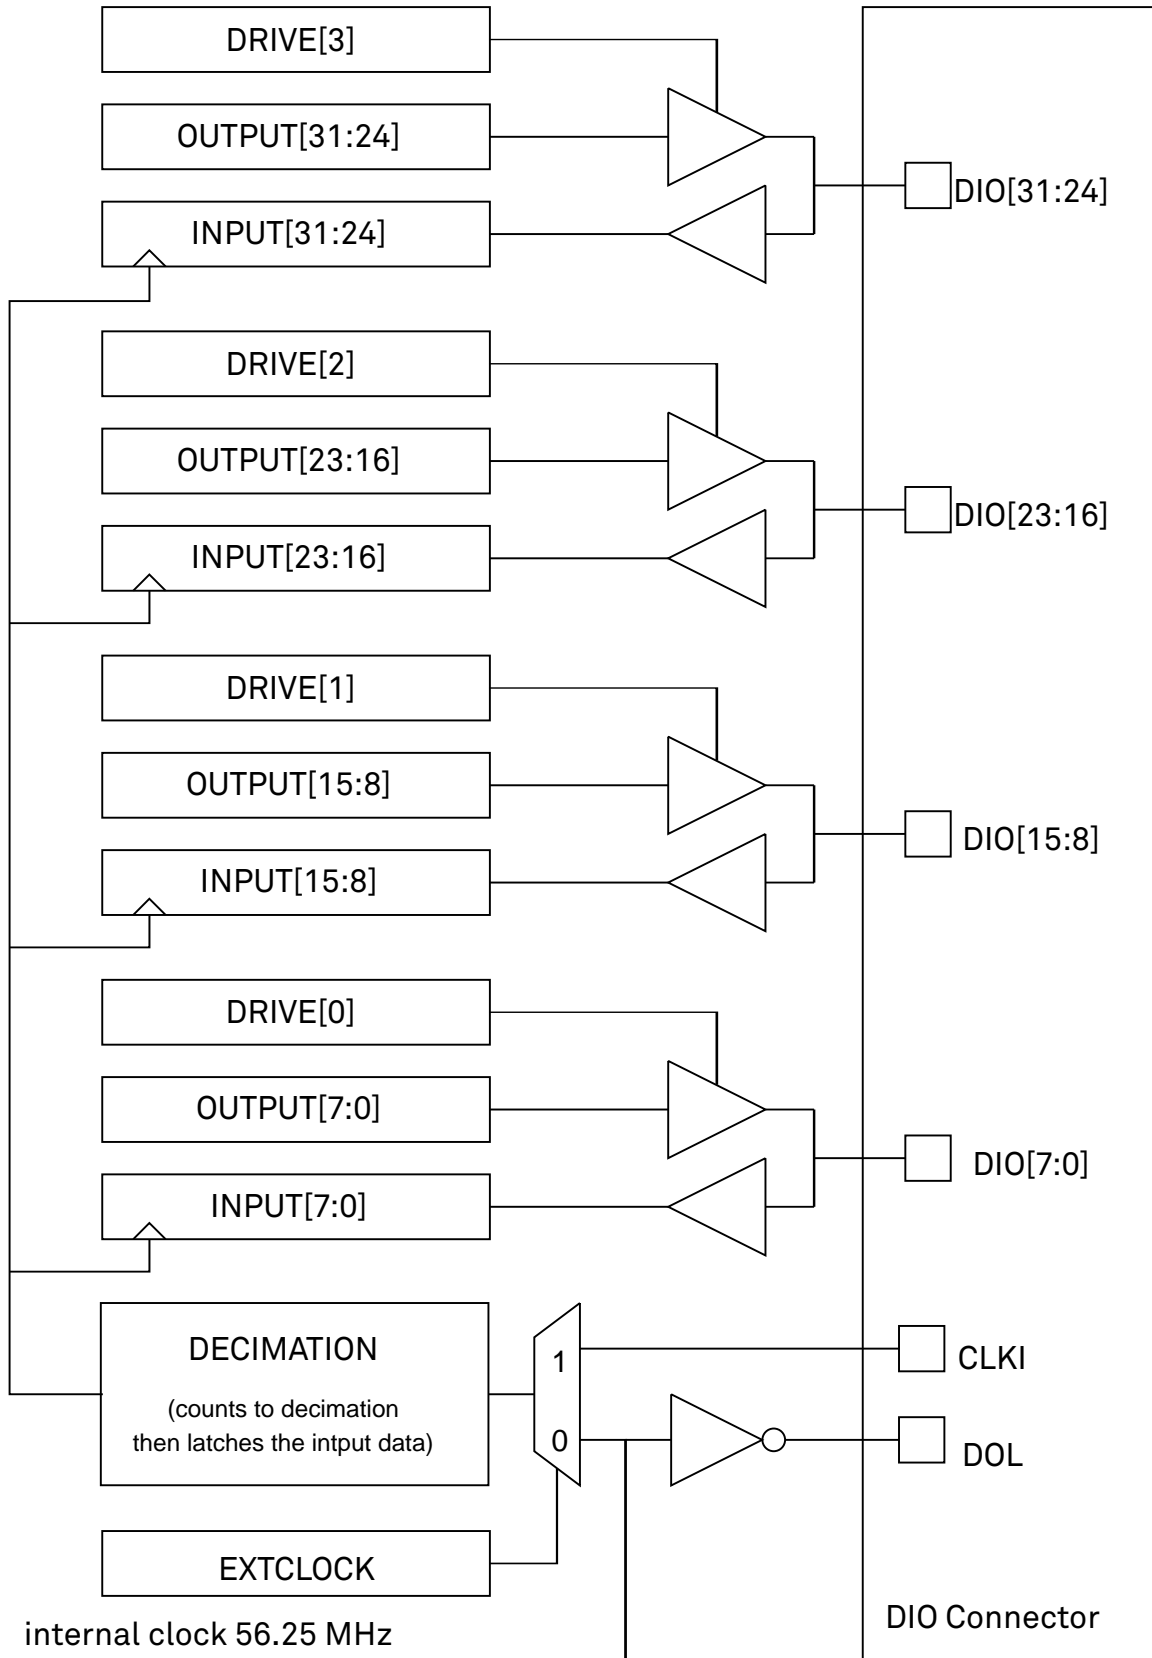 DRIVE[3]
OUTPUT[31:24]
INPUT[31:24]
DIO[31:24]
DRIVE[2]
OUTPUT[23:16]
INPUT[23:16]
DIO[23:16]
DRIVE[1]
OUTPUT[15:8]
INPUT[15:8]
DIO[15:8]
DRIVE[0]
OUTPUT[7:0]
INPUT[7:0]
DIO[7:0]
DECIMATION
(counts to decimation
then latches the intput data)
1
0
CLKI
DOL
EXTCLOCK
internal clock 56.25 MHz
DIO Connector